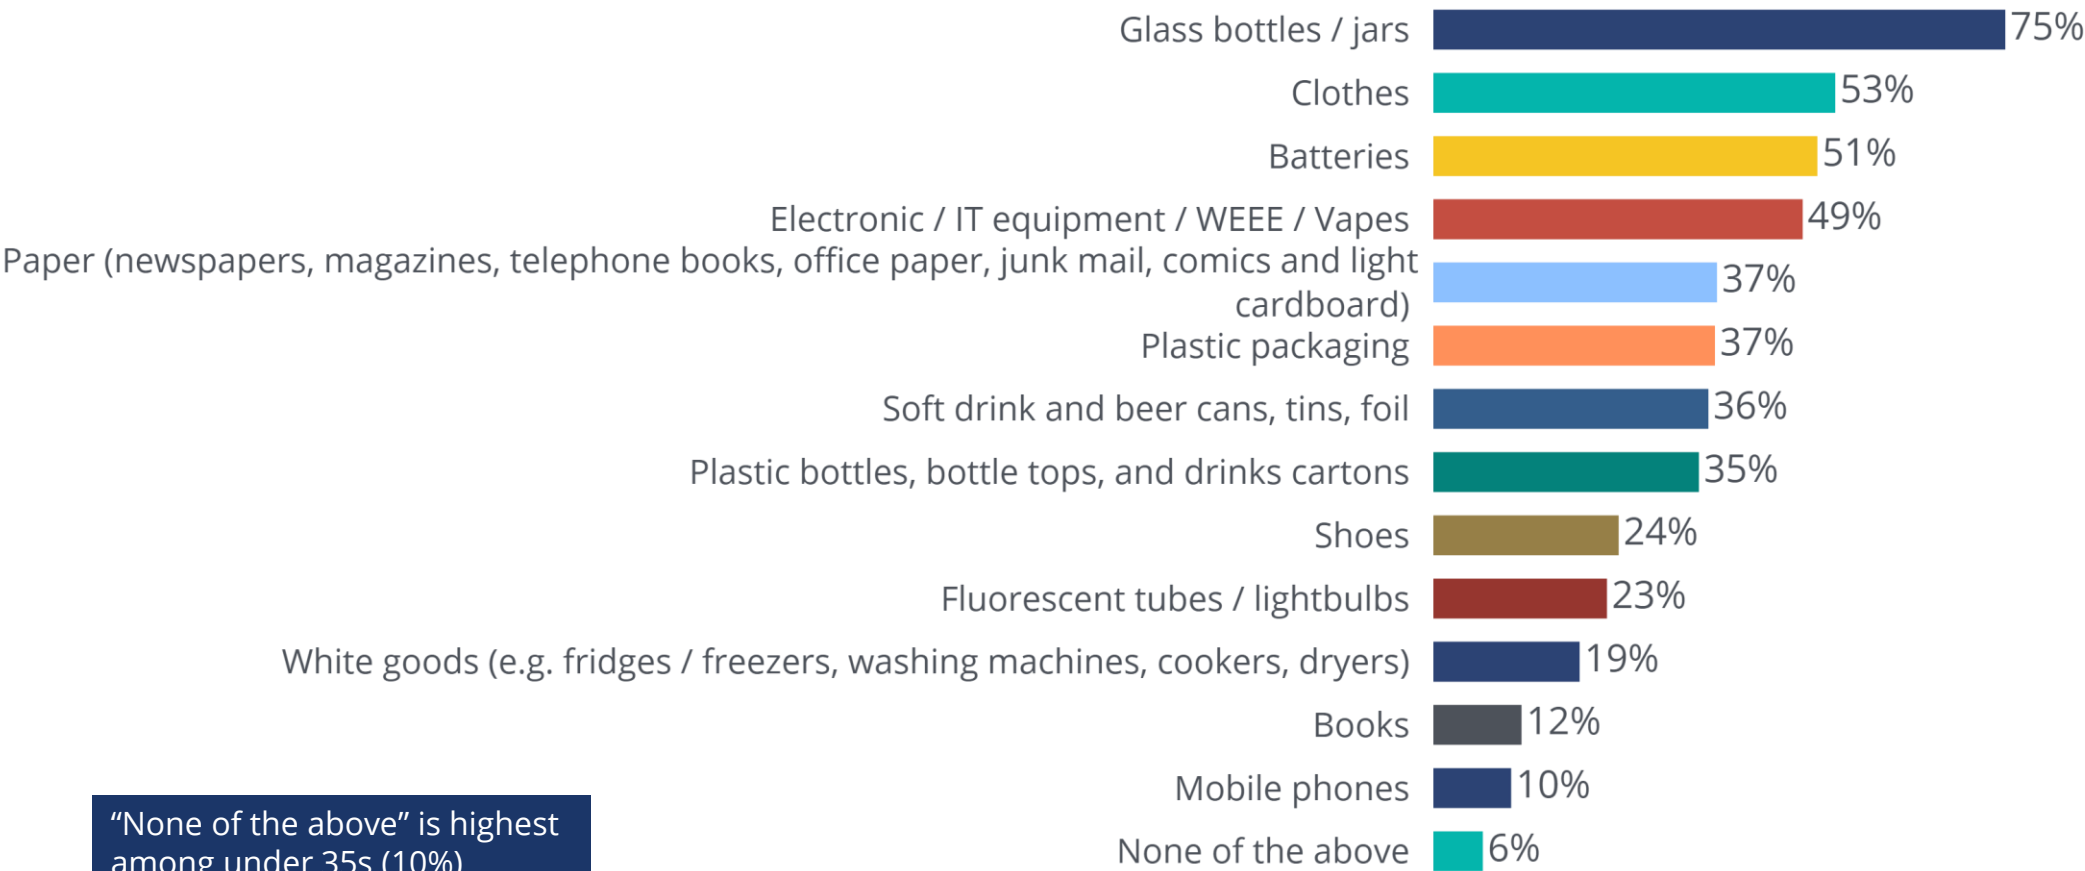 Glass bottles / jars 75%
Clothes 53%
Batteries 51%
Electronic / IT equipment / WEEE / Vapes 49%
Paper (newspapers, magazines, telephone books, office paper, junk mail, comics and light
cardboard) 37%
Plastic packaging 37%
Soft drink and beer cans, tins, foil 36%
Plastic bottles, bottle tops, and drinks cartons 35%
Shoes 24%
Fluorescent tubes / lightbulbs 23%
White goods (e.g. fridges / freezers, washing machines, cookers, dryers) 19%
Books 12%
Mobile phones 10%
None of the above 6%
“None of the above” is highest
among under 35s (10%)